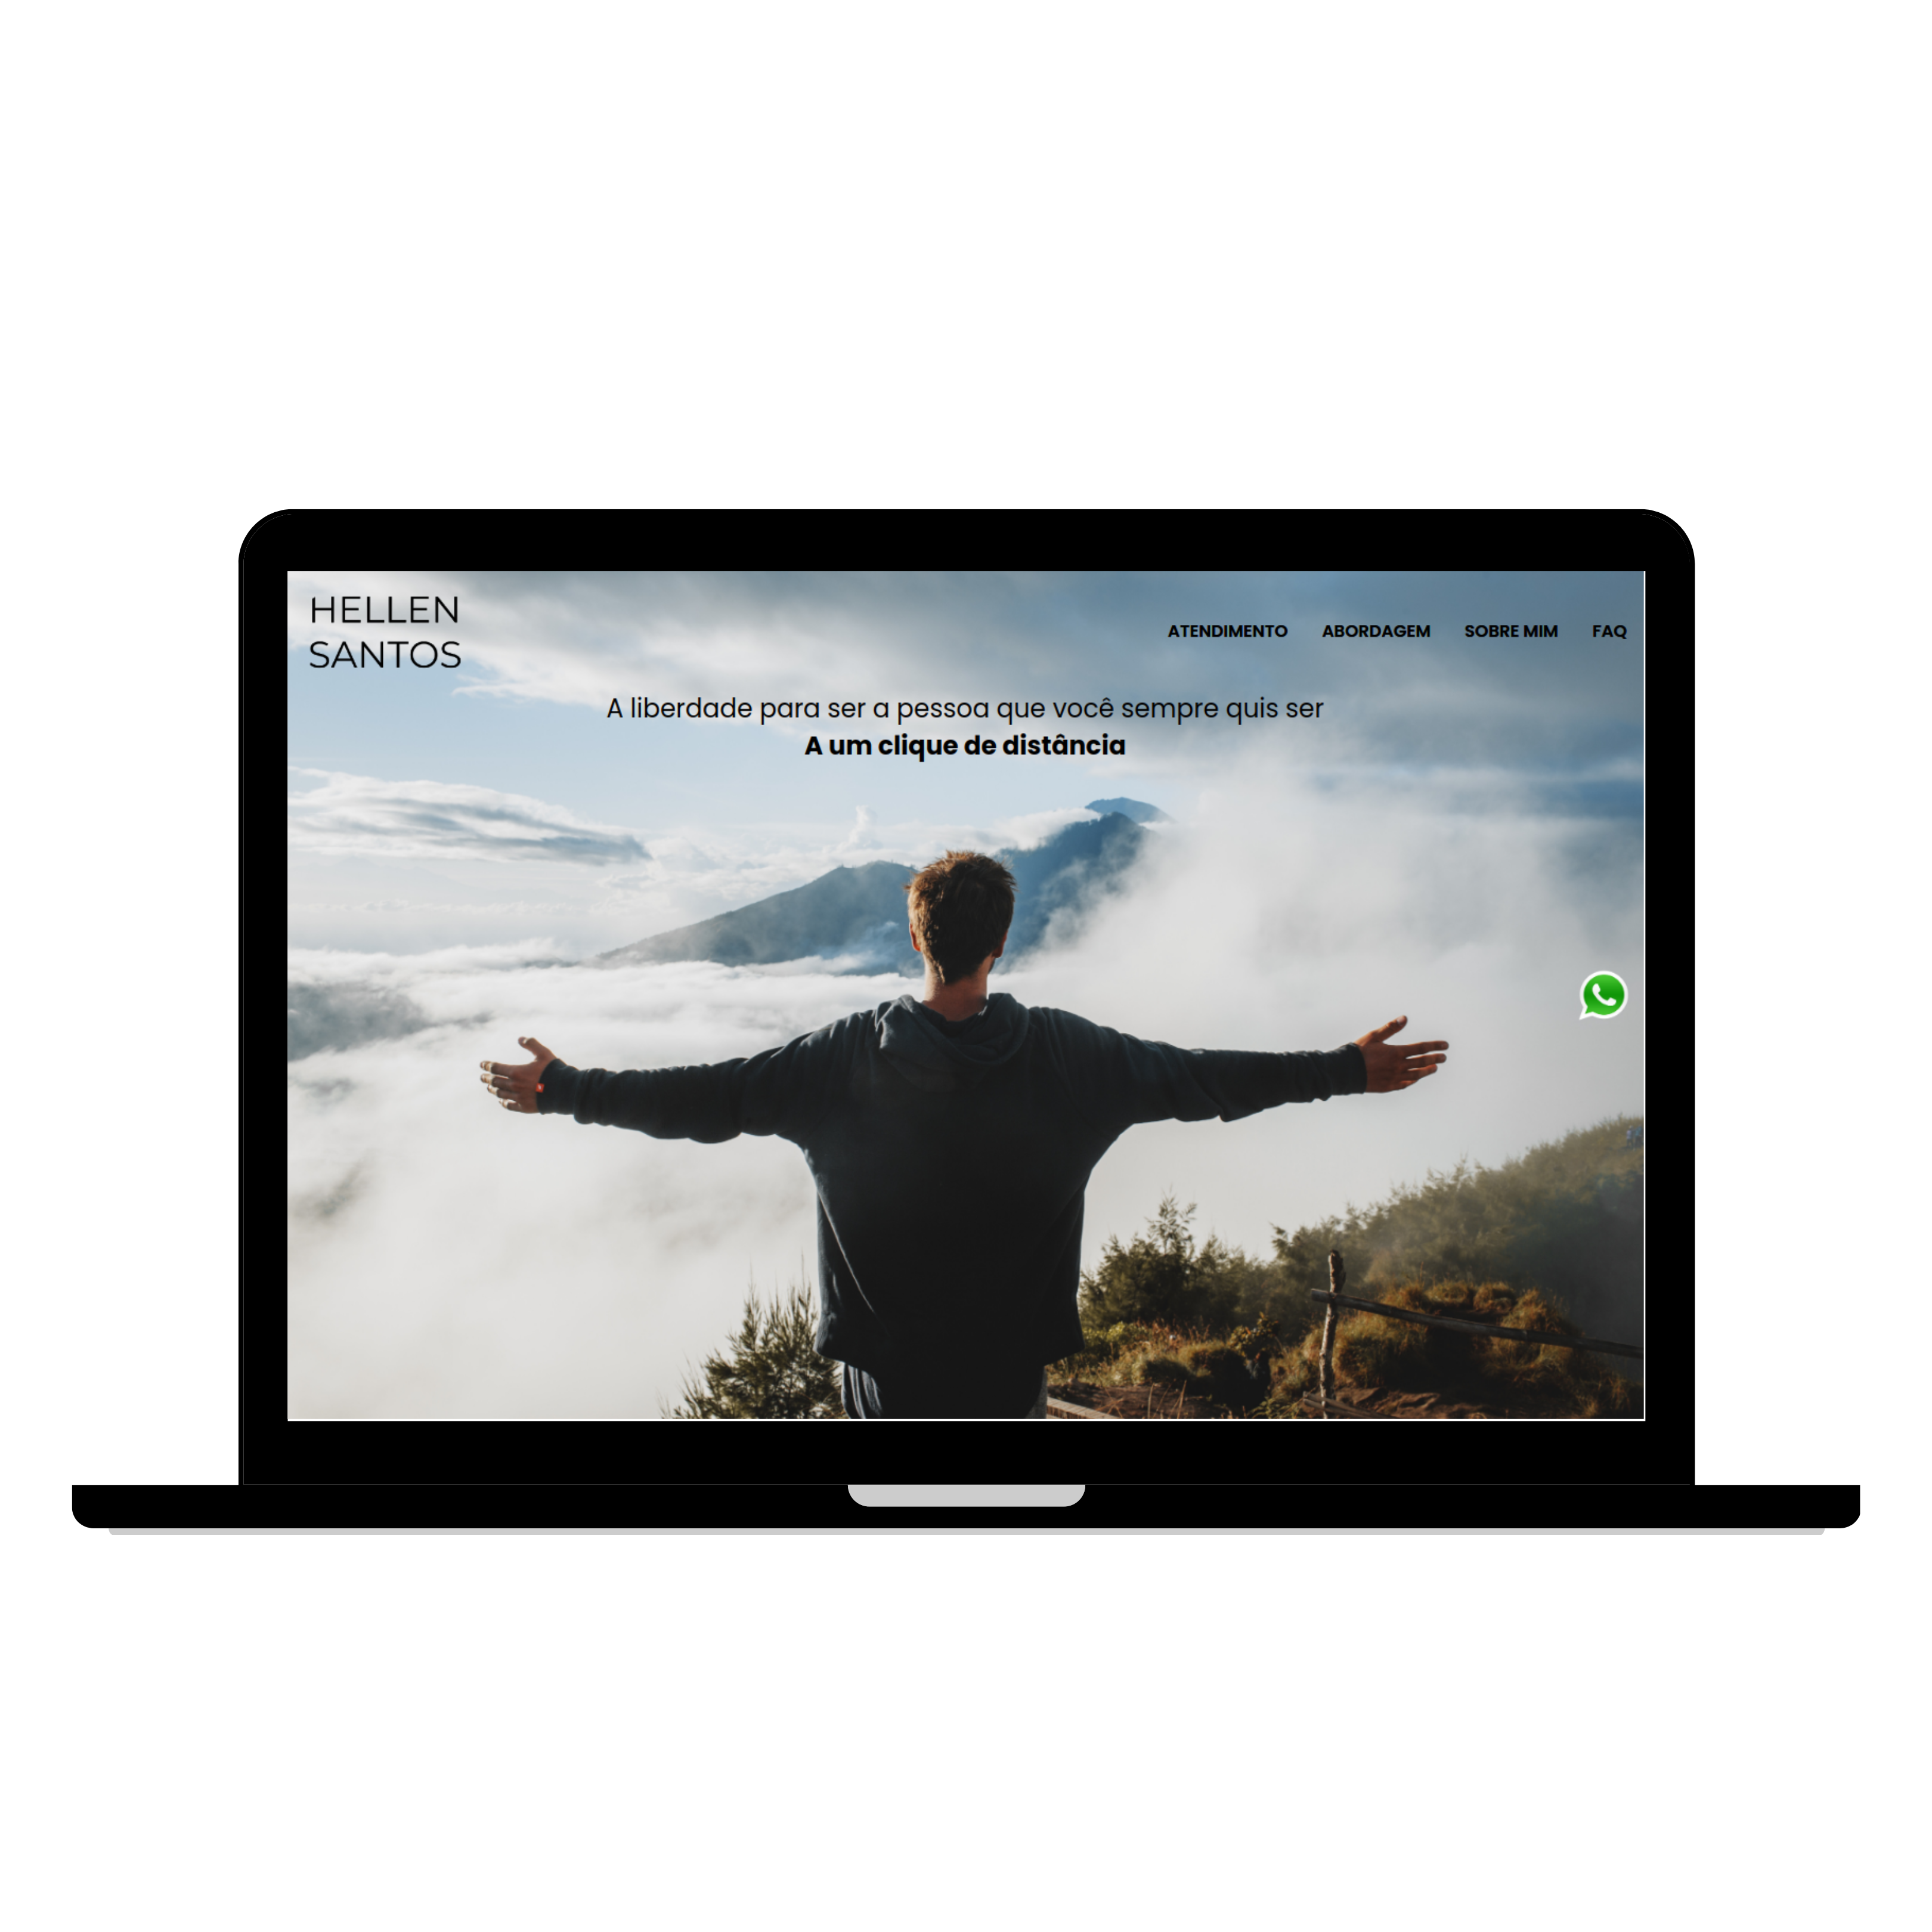 HELLEN
SANTOS
ATENDIMENTO ABORDAGEM SOBRE MIM FAQ
A liberdade para ser a pessoa que você sempre quis ser
A um clique de distância